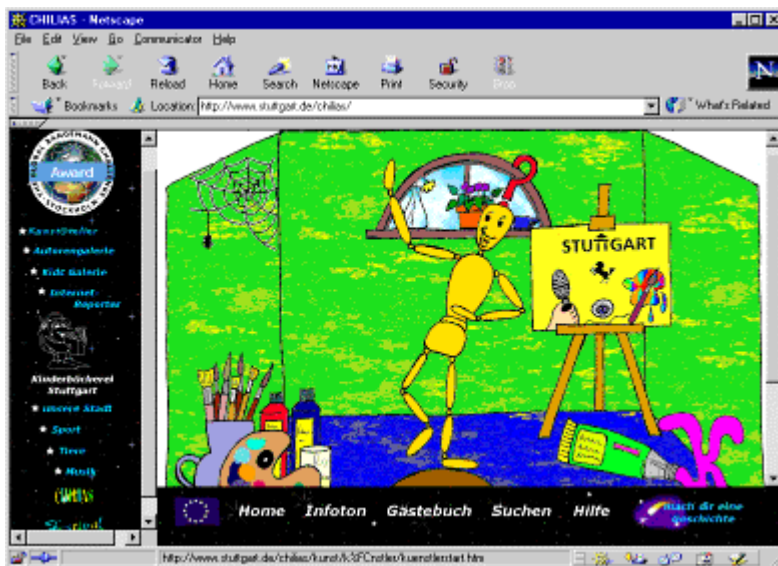 CHILIAS - Netscape
File Edit View Go Communicator Help
Back Forward Reload Home Search Netscape Print Security Stop
Bookmarks Location: http://www.stuttgart.de/chilias/ What's Related
Award
Autorengalerie
Kids Galerie
Internet-
Reporter
Kinderbücherei
Stuttgart
Unsere Stadt
Sport
Tiere
Musik
CHILIAS
STUTTGART
Home Infoton Gästebuch Suchen Hilfe
Mach dir eine
Geschichte
http://www.stuttgart.de/chilias/kunst/k%FCnstler/kuenstlerstart.htm